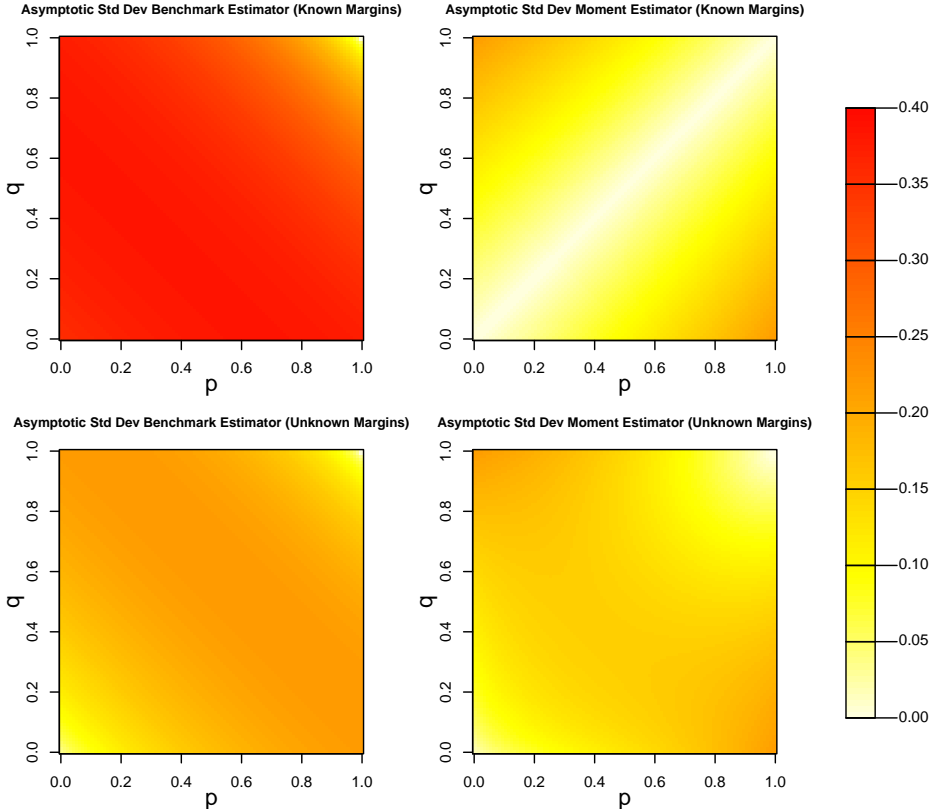 Asymptotic Std Dev Benchmark Estimator (Known Margins)
Asymptotic Std Dev Moment Estimator (Known Margins)
1.0
0.8
0.6
0.4
0.2
0.0
q
0.0 0.2 0.4 0.6 0.8 1.0
p
1.0
0.8
0.6
0.4
0.2
0.0
q
0.0 0.2 0.4 0.6 0.8 1.0
p
Asymptotic Std Dev Benchmark Estimator (Unknown Margins)
Asymptotic Std Dev Moment Estimator (Unknown Margins)
1.0
0.8
0.6
0.4
0.2
0.0
q
0.0 0.2 0.4 0.6 0.8 1.0
p
1.0
0.8
0.6
0.4
0.2
0.0
q
0.0 0.2 0.4 0.6 0.8 1.0
p
0.40
0.35
0.30
0.25
0.20
0.15
0.10
0.05
0.00